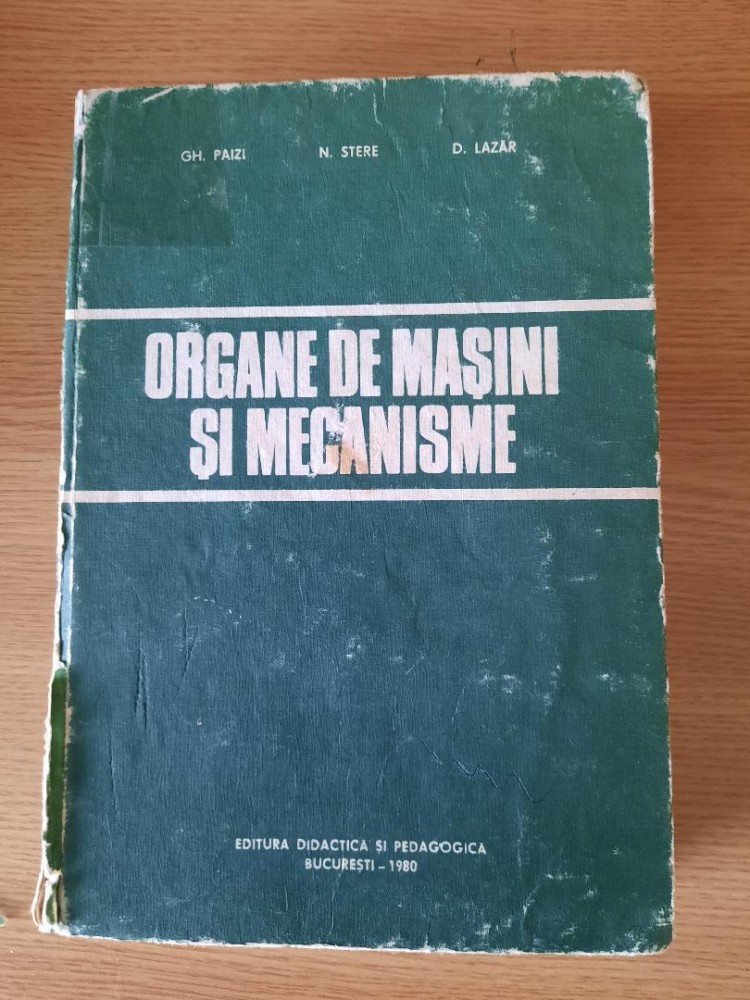 GH. PAIZI N. STERE D. LAZĂR
ORGANE DE MAŞINI
ŞI MECANISME
EDITURA DIDACTICĂ ŞI PEDAGOGICĂ
BUCUREŞTI – 1980